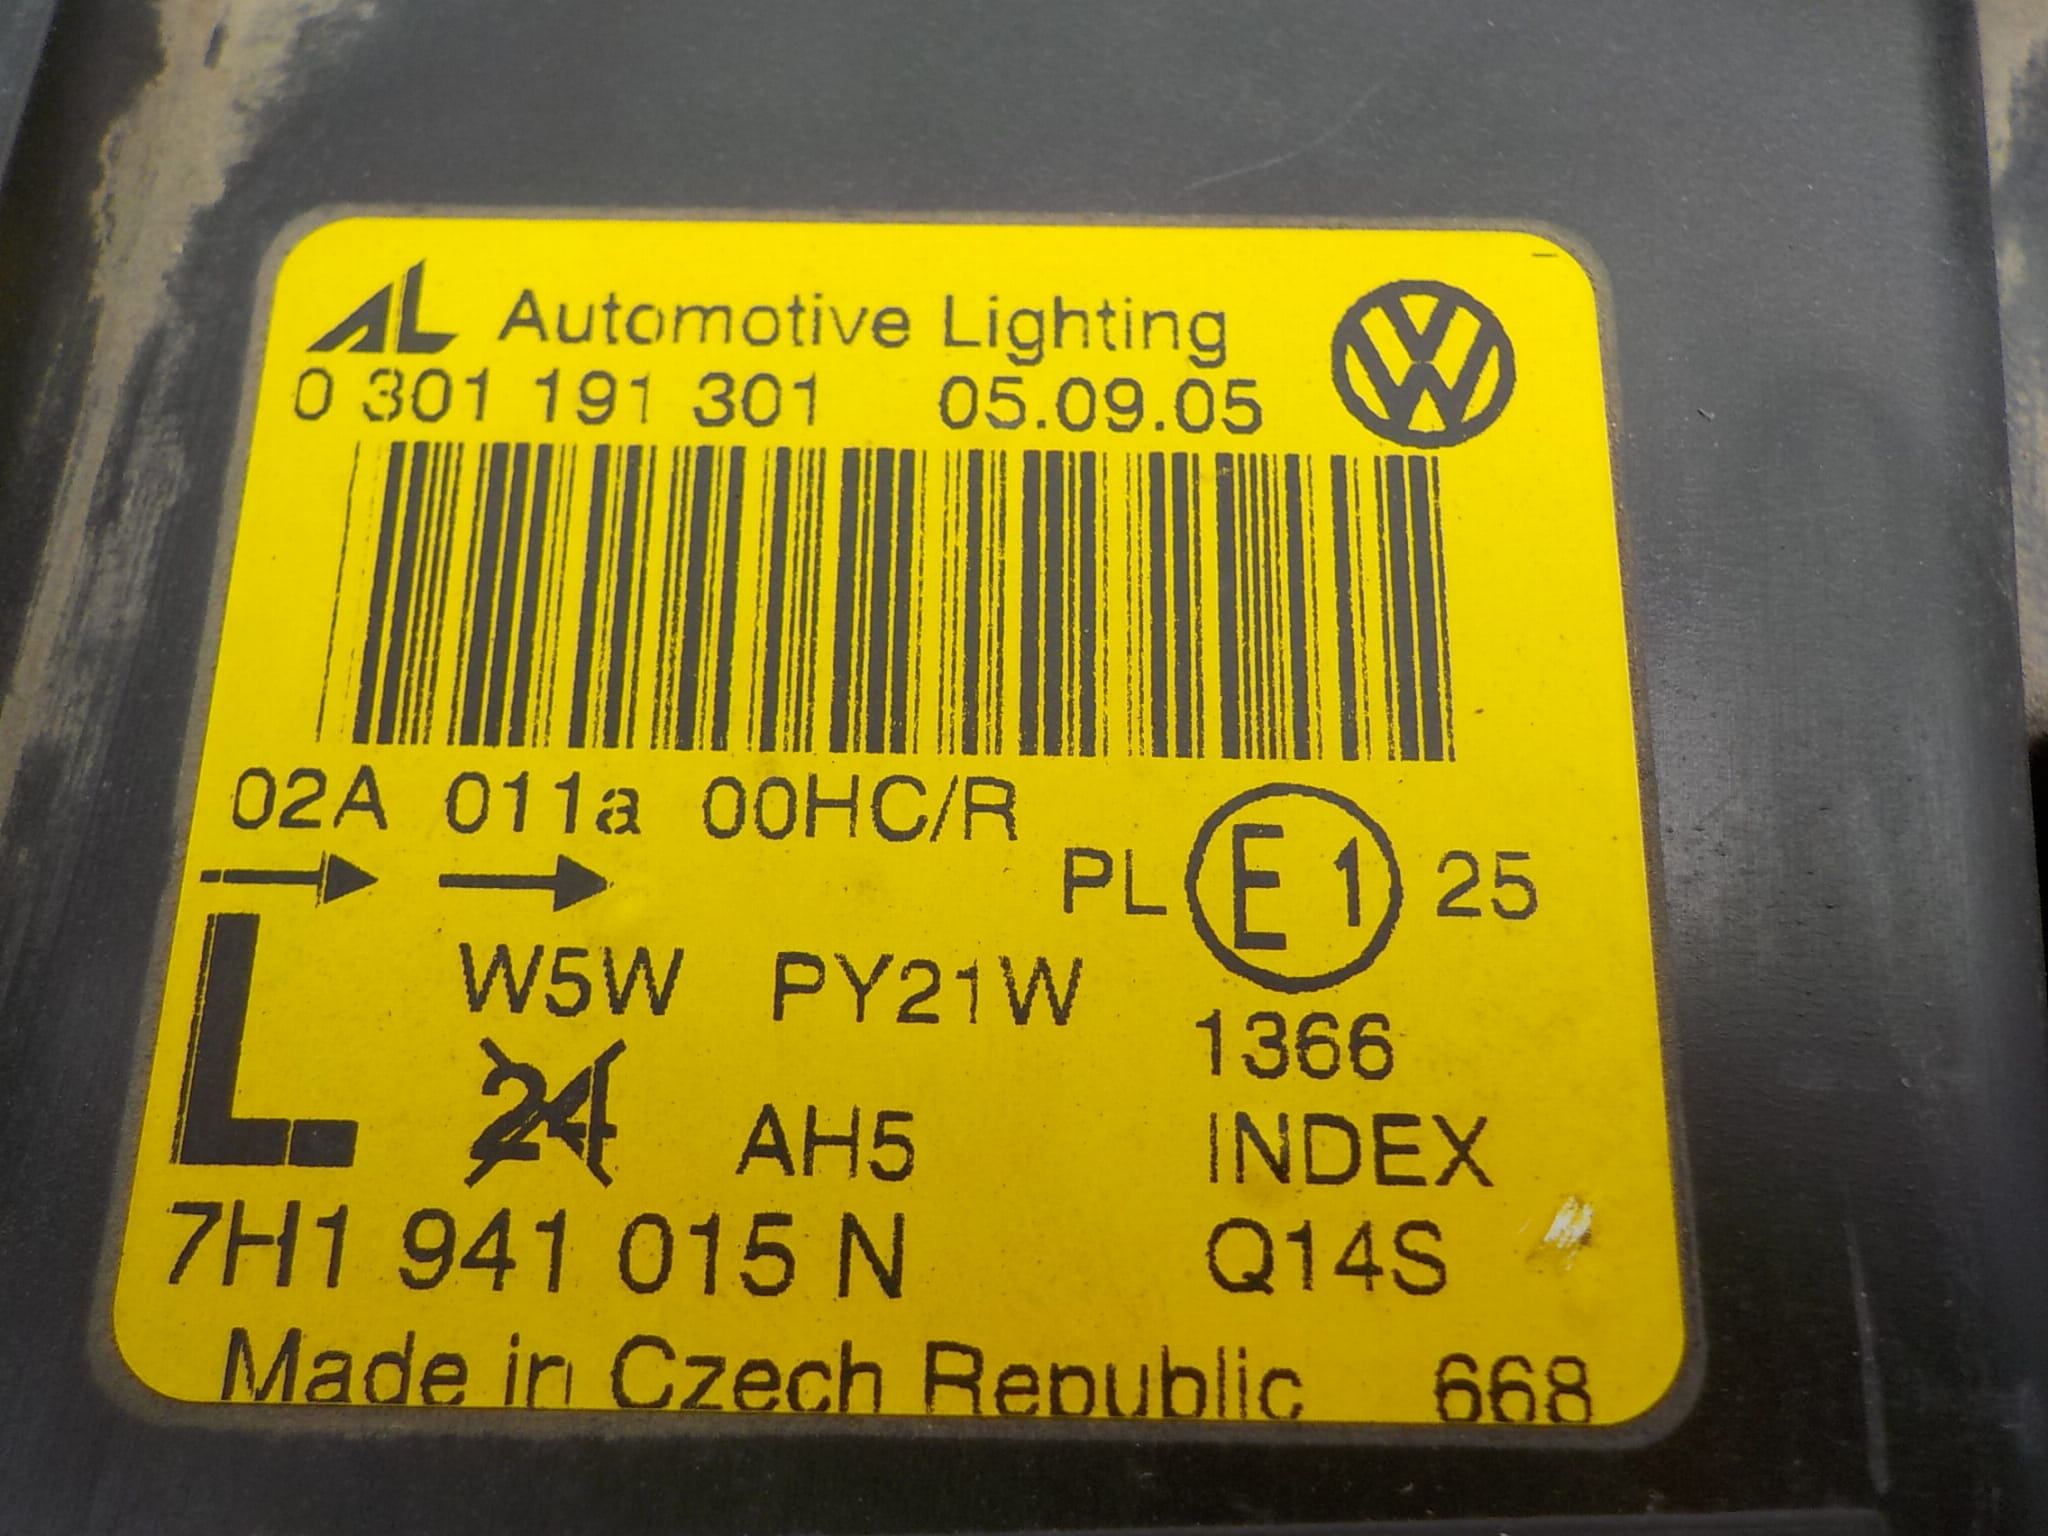 AL Automotive Lighting
0 301 191 301 05.09.05
02A 011a 00HC/R
PL E1 25
L.
W5W PY21W
1366
24 AH5
INDEX
7H1 941 015 N Q14S
Made in Czech Republic 668